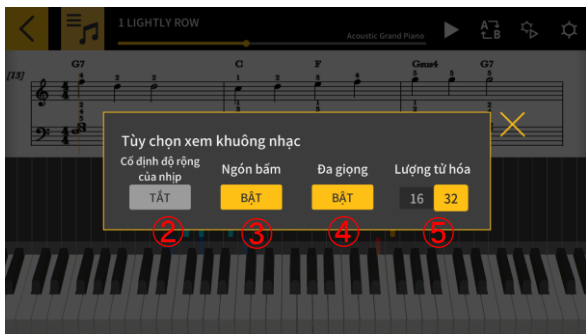 1 LIGHTLY ROW
Acoustic Grand Piano
A B
[13] G7 C F Gsus4 G7
Tùy chọn xem khuông nhạc
Cố định độ rộng
của nhịp
Ngón bấm
Đa giọng
Lượng tử hóa
TẮT
BẬT
BẬT
16 32
② ③ ④ ⑤